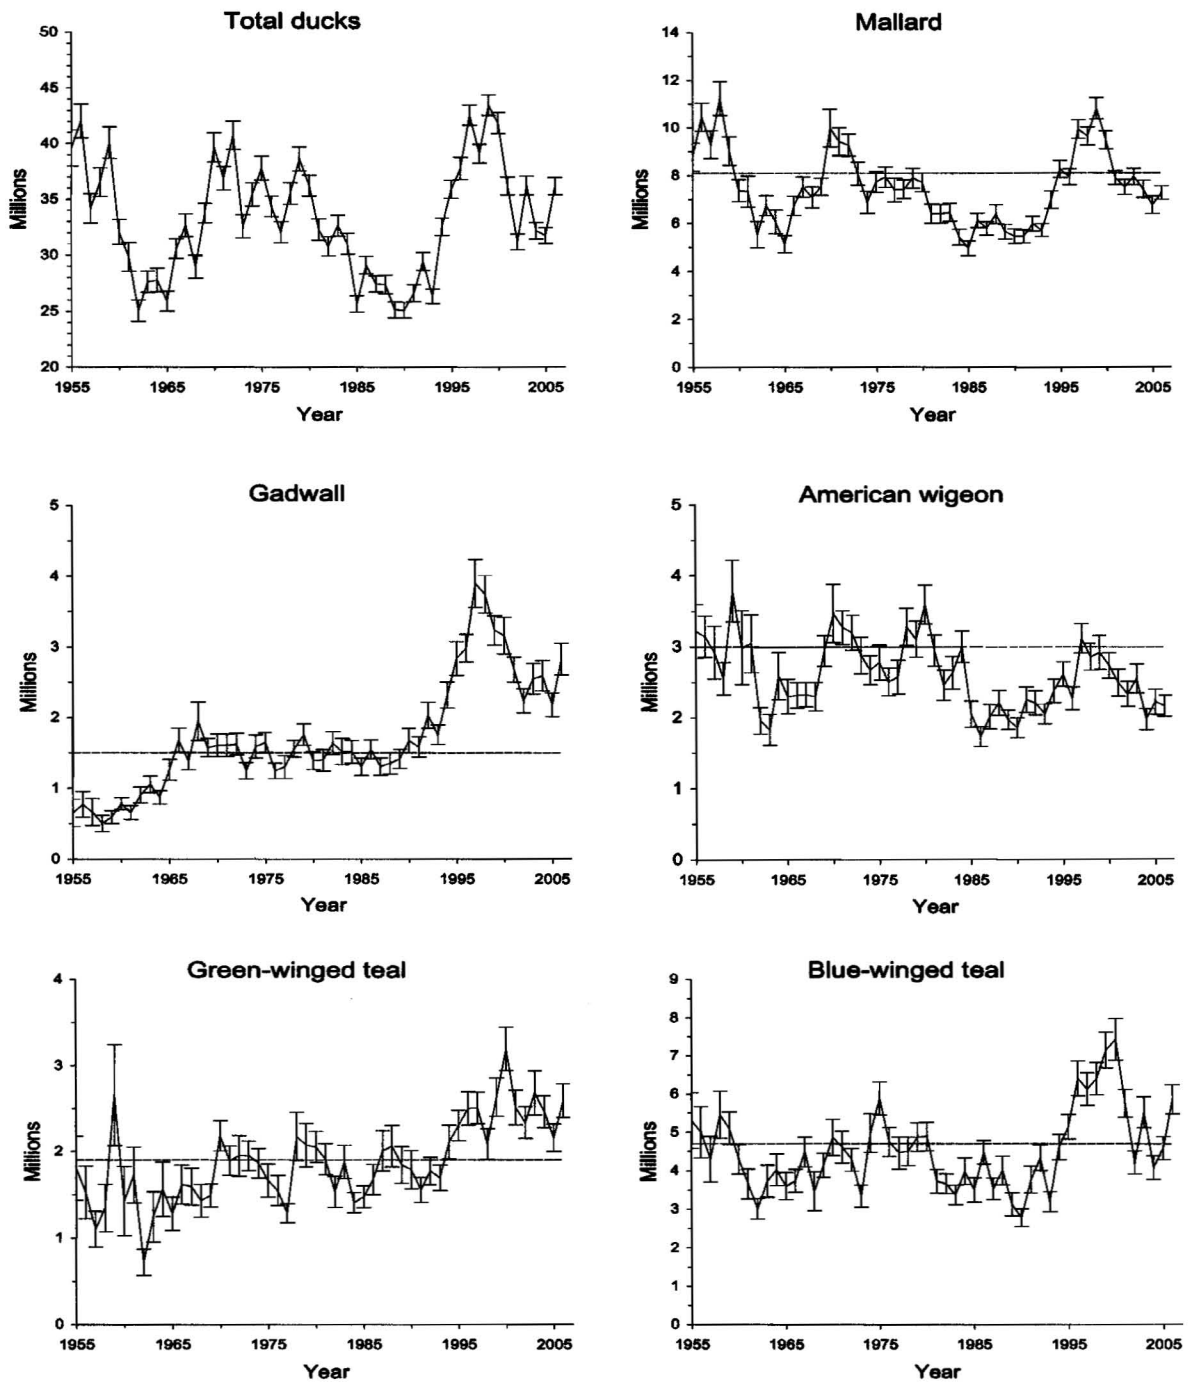 Total ducks
50
45
40
35
30
25
20
Millions
1955 1965 1975 1985 1995 2005
Year
Mallard
14
12
10
8
6
4
2
0
Millions
1955 1965 1975 1985 1995 2005
Year
Gadwall
5
4
3
2
1
0
Millions
1955 1965 1975 1985 1995 2005
Year
American wigeon
5
4
3
2
1
0
Millions
1955 1965 1975 1985 1995 2005
Year
Green-winged teal
4
3
2
1
0
Millions
1955 1965 1975 1985 1995 2005
Year
Blue-winged teal
9
8
7
6
5
4
3
2
1
0
Millions
1955 1965 1975 1985 1995 2005
Year